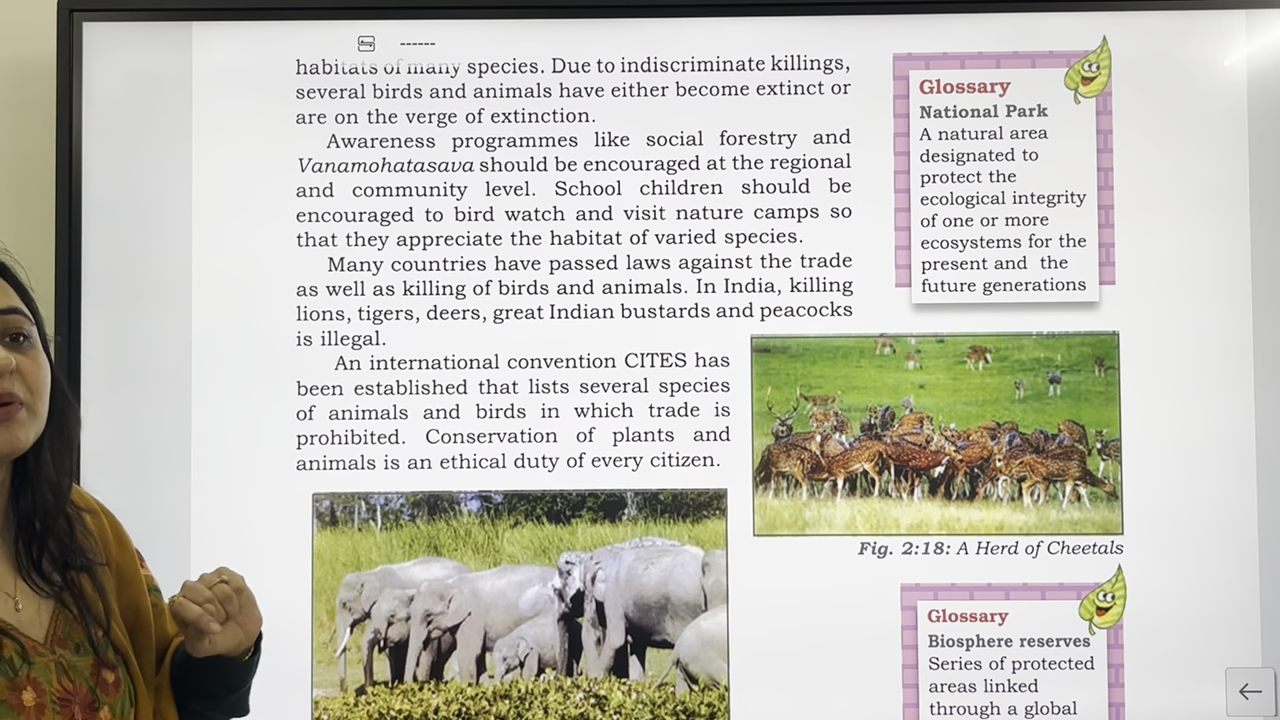 ------
habitats of many species. Due to indiscriminate killings,
several birds and animals have either become extinct or
are on the verge of extinction.
Awareness programmes like social forestry and
Vanamohatasava should be encouraged at the regional
and community level. School children should be
encouraged to bird watch and visit nature camps so
that they appreciate the habitat of varied species.
Many countries have passed laws against the trade
as well as killing of birds and animals. In India, killing
lions, tigers, deers, great Indian bustards and peacocks
is illegal.
An international convention CITES has
been established that lists several species
of animals and birds in which trade is
prohibited. Conservation of plants and
animals is an ethical duty of every citizen.
Glossary
National Park
A natural area
designated to
protect the
ecological integrity
of one or more
ecosystems for the
present and the
future generations
Fig. 2:18: A Herd of Cheetals
Glossary
Biosphere reserves
Series of protected
areas linked
through a global